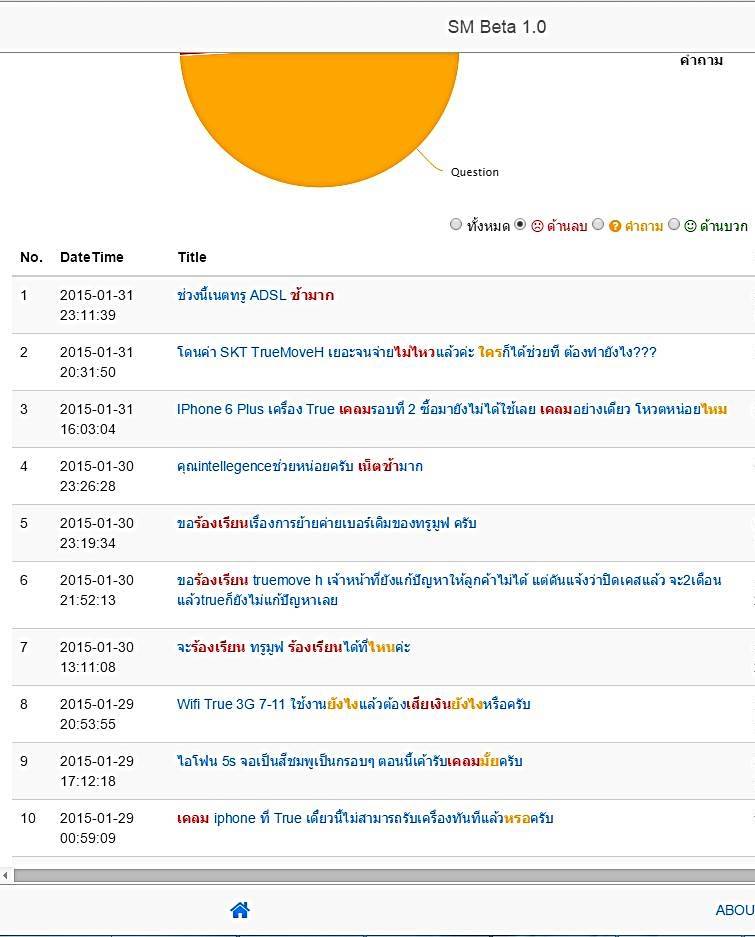 SM Beta 1.0
คำถาม
Question
ทั้งหมด ด้านลบ คำถาม ด้านบวก
No. DateTime Title
1 2015-01-31 ช่วงนี้เนตทรู ADSL ช้ามาก
23:11:39
2 2015-01-31 โดนค่า SKT TrueMoveH เยอะจนจ่ายไม่ไหวแล้วค่ะ ใครก็ได้ช่วยที ต้องทำยังไง???
20:31:50
3 2015-01-31 IPhone 6 Plus เครื่อง True เคลมรอบที่ 2 ซื้อมายังไม่ได้ใช้เลย เคลมอย่างเดียว โหวตหน่อยไหม
16:03:04
4 2015-01-30 คุณintellegenceช่วยหน่อยครับ เน็ตช้ามาก
23:26:28
5 2015-01-30 ขอร้องเรียนเรื่องการย้ายค่ายเบอร์เดิมของทรูมูฟ ครับ
23:19:34
6 2015-01-30 ขอร้องเรียน truemove h เจ้าหน้าที่ยังแก้ปัญหาให้ลูกค้าไม่ได้ แต่ดันแจ้งว่าปิดเคสแล้ว จะ2เดือน
21:52:13 แล้วtrueก็ยังไม่แก้ปัญหาเลย
7 2015-01-30 จะร้องเรียน ทรูมูฟ ร้องเรียนได้ที่ไหนค่ะ
13:11:08
8 2015-01-29 Wifi True 3G 7-11 ใช้งานยังไงแล้วต้องเสียเงินยังไงหรือครับ
20:53:55
9 2015-01-29 ไอโฟน 5s จอเป็นสีชมพูเป็นกรอบๆ ตอนนี้เค้ารับเคลมมั้ยครับ
17:12:18
10 2015-01-29 เคลม iphone ที่ True เดี๋ยวนี้ไม่สามารถรับเครื่องทันทีแล้วหรอครับ
00:59:09
ABOU